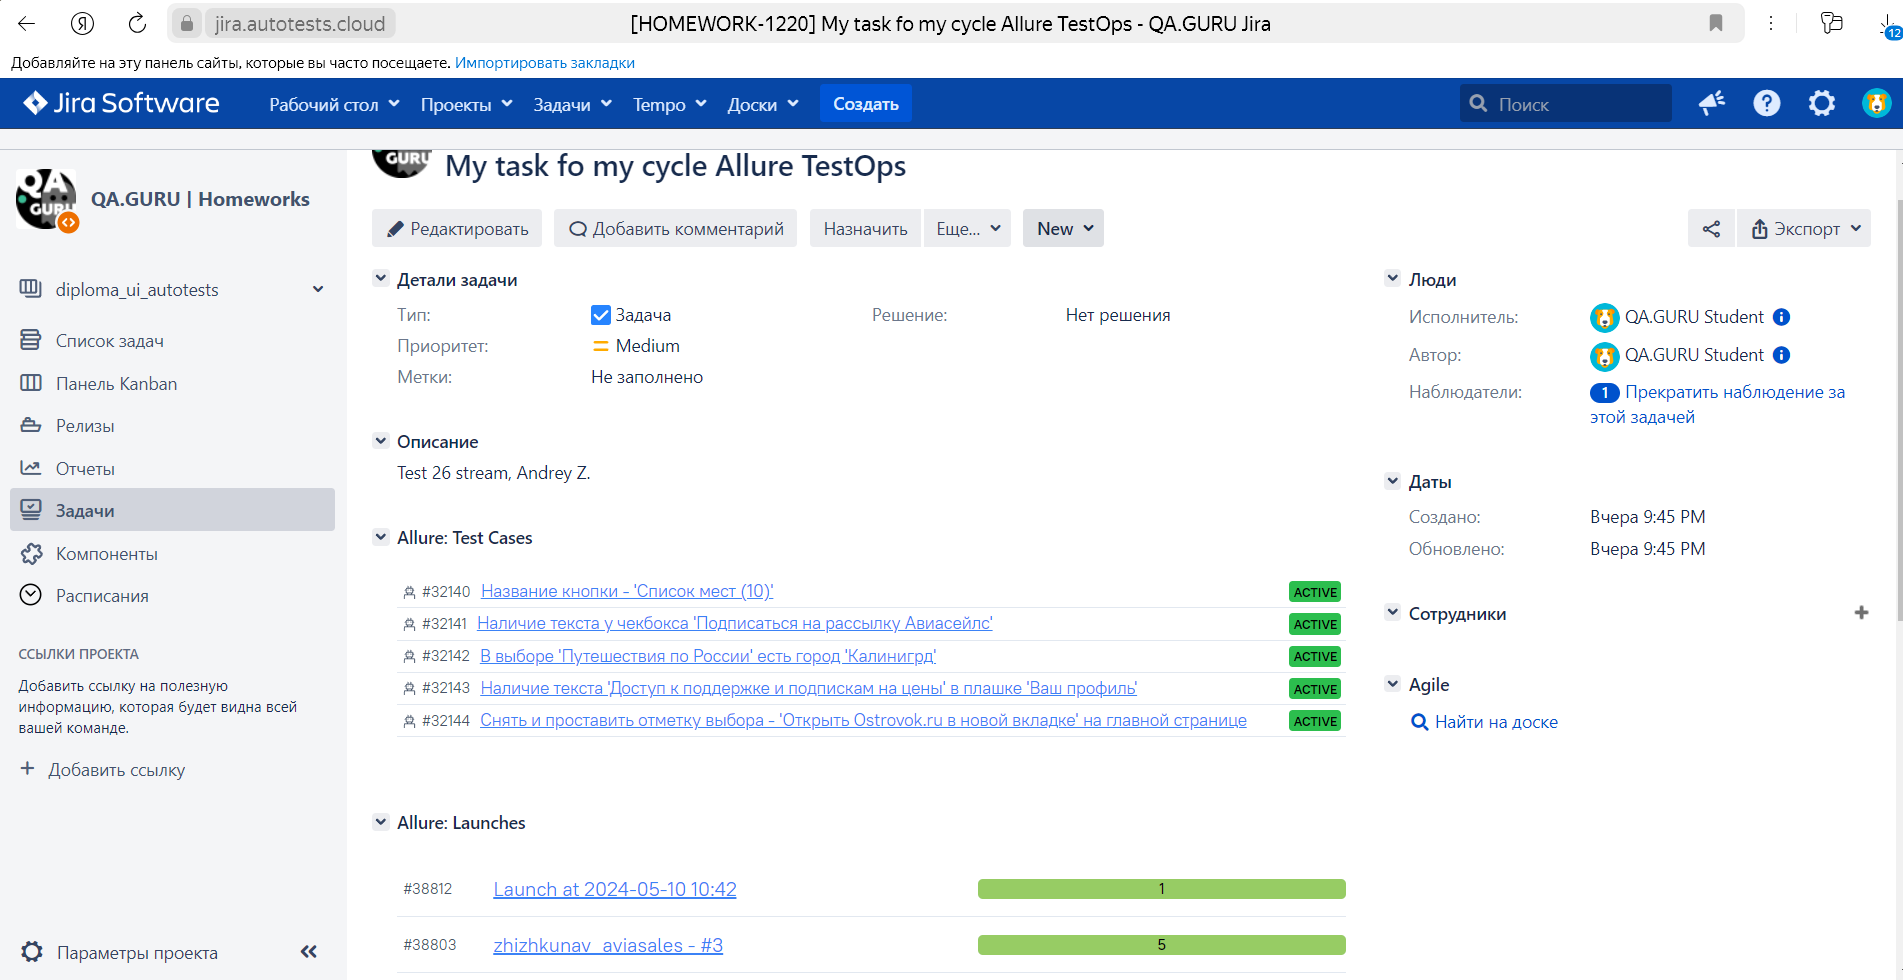 jira.autotests.cloud
[HOMEWORK-1220] My task fo my cycle Allure TestOps - QA.GURU Jira
12
Добавляйте на эту панель сайты, которые вы часто посещаете. Импортировать закладки
Jira Software
Рабочий стол
Проекты
Задачи
Tempo
Доски
Создать
Поиск
QA.GURU | Homeworks
diploma_ui_autotests
Список задач
Панель Kanban
Релизы
Отчеты
Задачи
Компоненты
Расписания
ССЫЛКИ ПРОЕКТА
Добавить ссылку на полезную
информацию, которая будет видна всей
вашей команде.
Добавить ссылку
Параметры проекта
My task fo my cycle Allure TestOps
Редактировать
Добавить комментарий
Назначить
Еще...
New
Экспорт
Детали задачи
Тип: Задача
Решение: Нет решения
Приоритет: Medium
Метки: Не заполнено
Описание
Test 26 stream, Andrey Z.
Allure: Test Cases
#32140 Название кнопки - 'Список мест (10)' ACTIVE
#32141 Наличие текста у чекбокса 'Подписаться на рассылку Авиасейлс' ACTIVE
#32142 В выборе 'Путешествия по России' есть город 'Калинигрд' ACTIVE
#32143 Наличие текста 'Доступ к поддержке и подпискам на цены' в плашке 'Ваш профиль' ACTIVE
#32144 Снять и проставить отметку выбора - 'Открыть Ostrovok.ru в новой вкладке' на главной странице ACTIVE
Allure: Launches
#38812 Launch at 2024-05-10 10:42 1
#38803 zhizhkunav_aviasales - #3 5
Люди
Исполнитель: QA.GURU Student
Автор: QA.GURU Student
Наблюдатели: 1 Прекратить наблюдение за
этой задачей
Даты
Создано: Вчера 9:45 PM
Обновлено: Вчера 9:45 PM
Сотрудники
Agile
Найти на доске